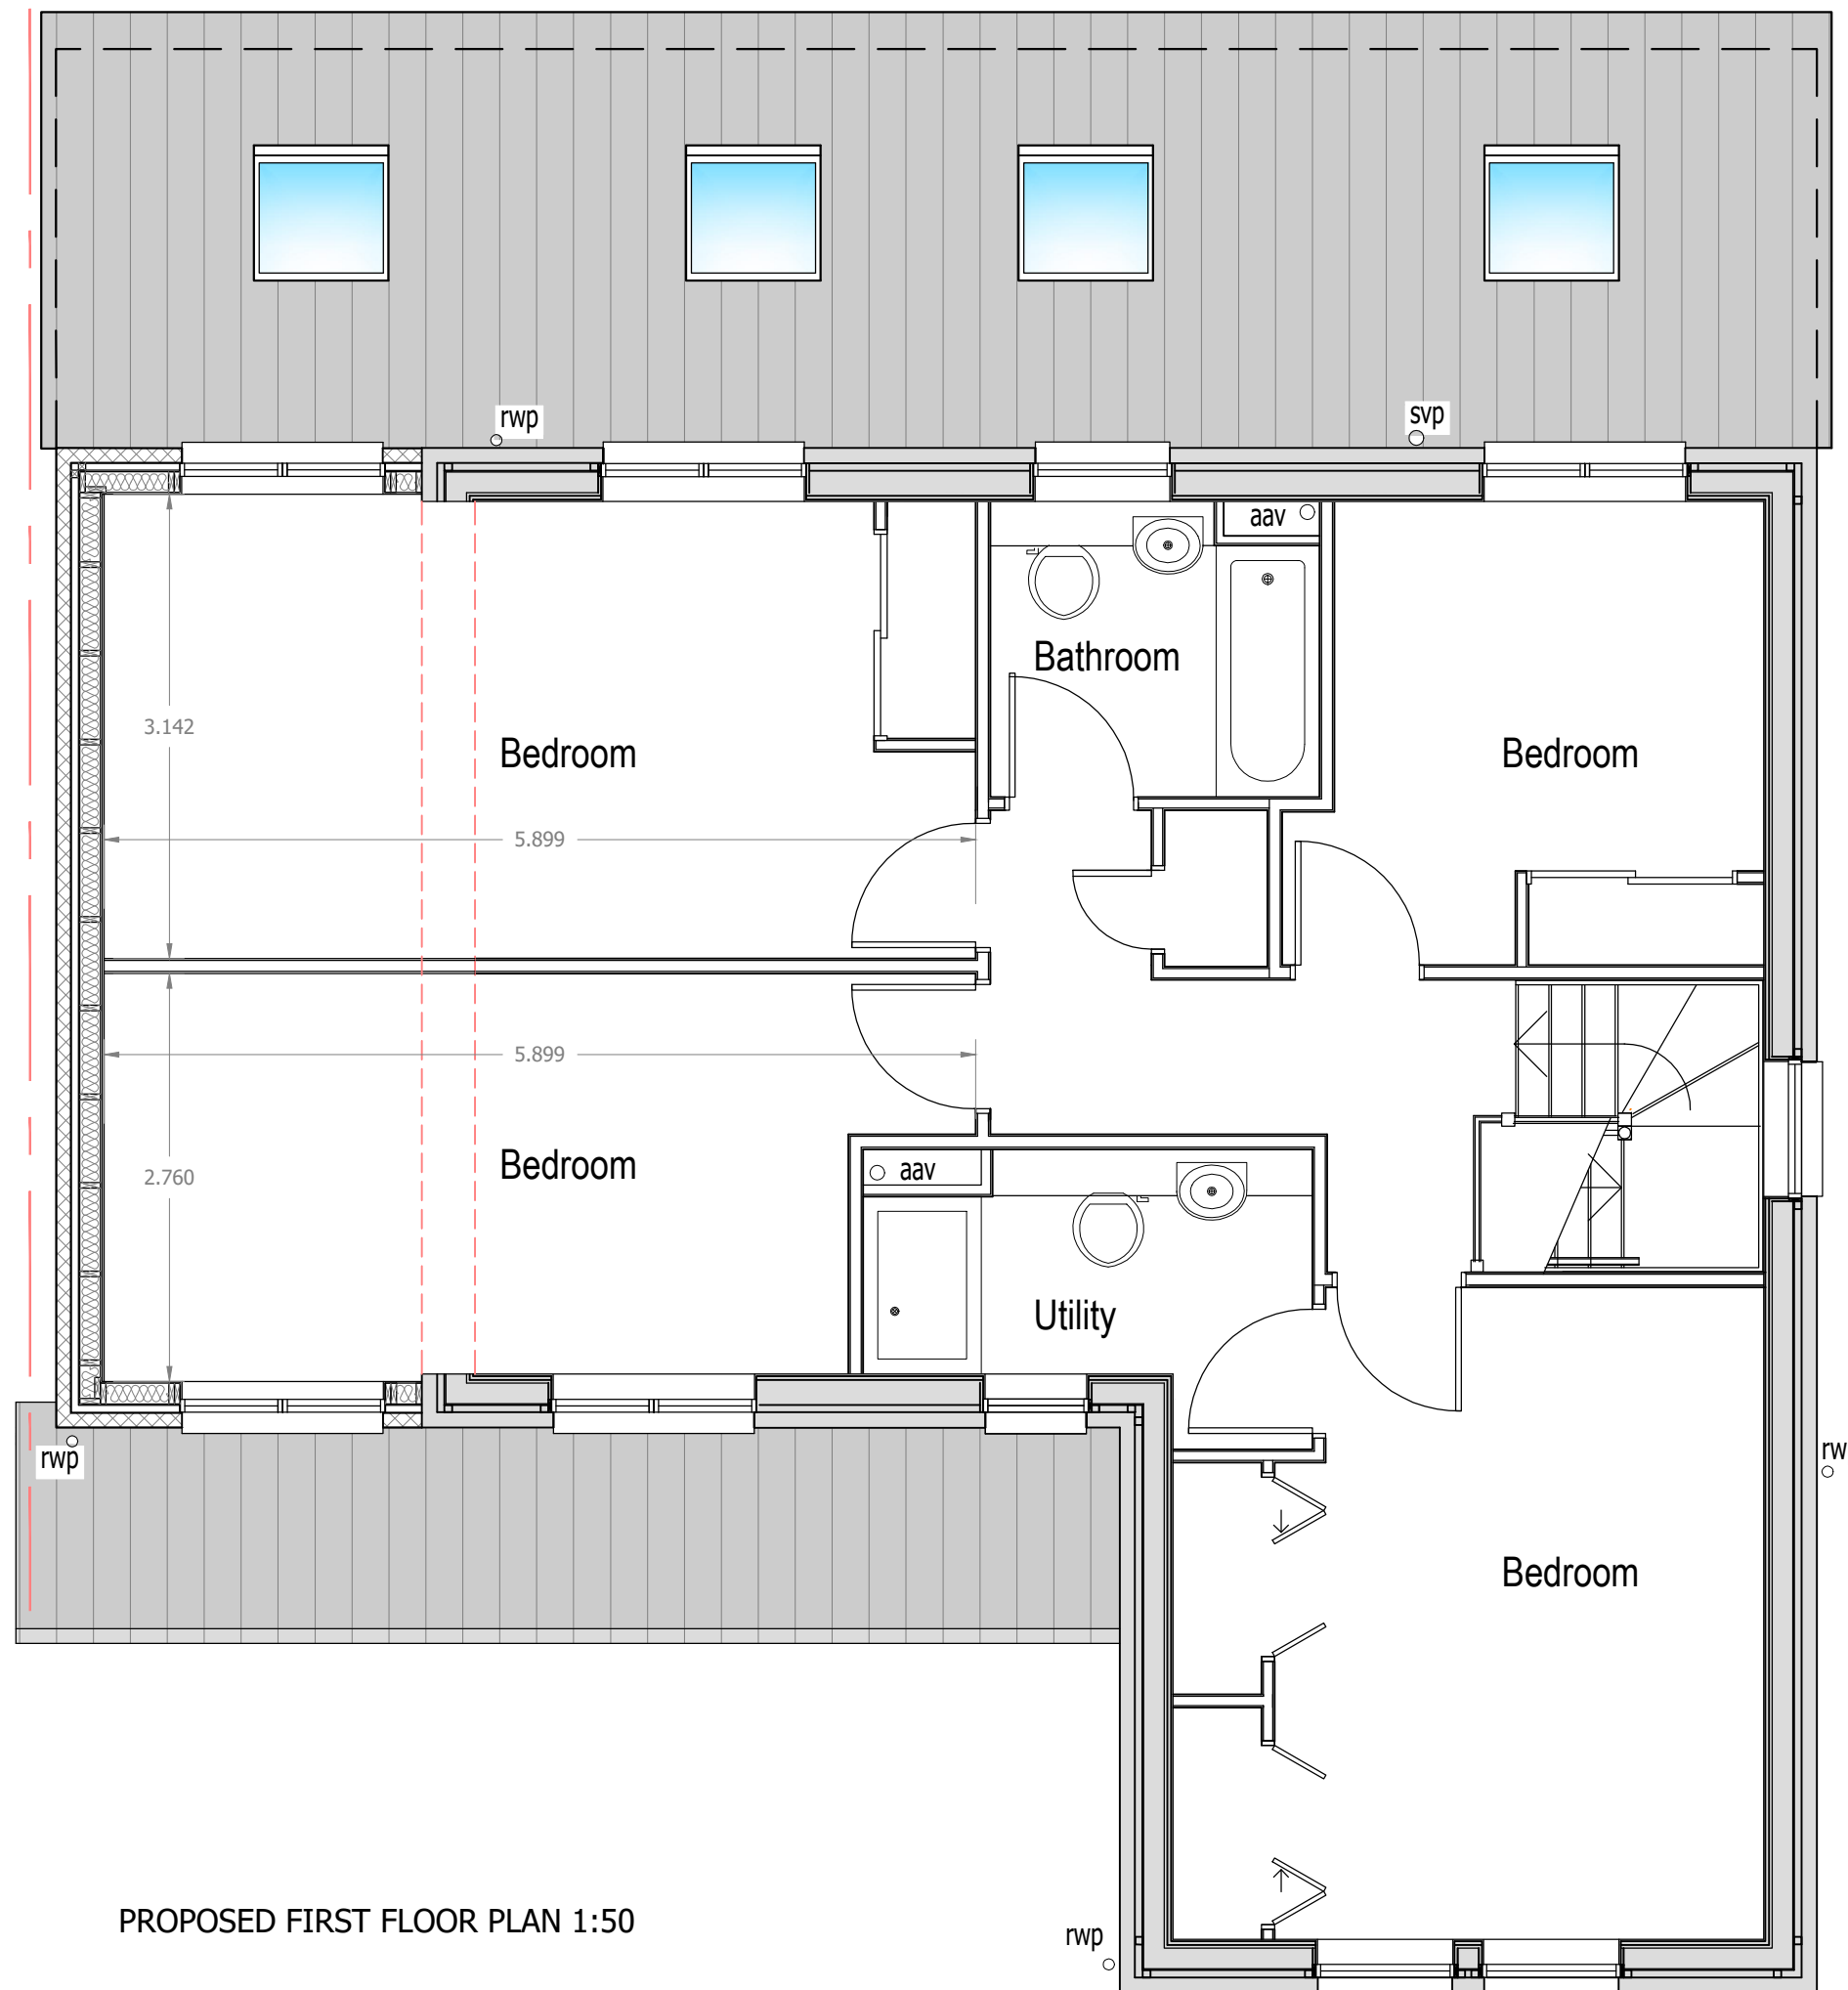 rwp
svp
aav
Bathroom
3.142
Bedroom
Bedroom
5.899
5.899
Bedroom
aav
2.760
Utility
rwp
rw
Bedroom
PROPOSED FIRST FLOOR PLAN 1:50
rwp